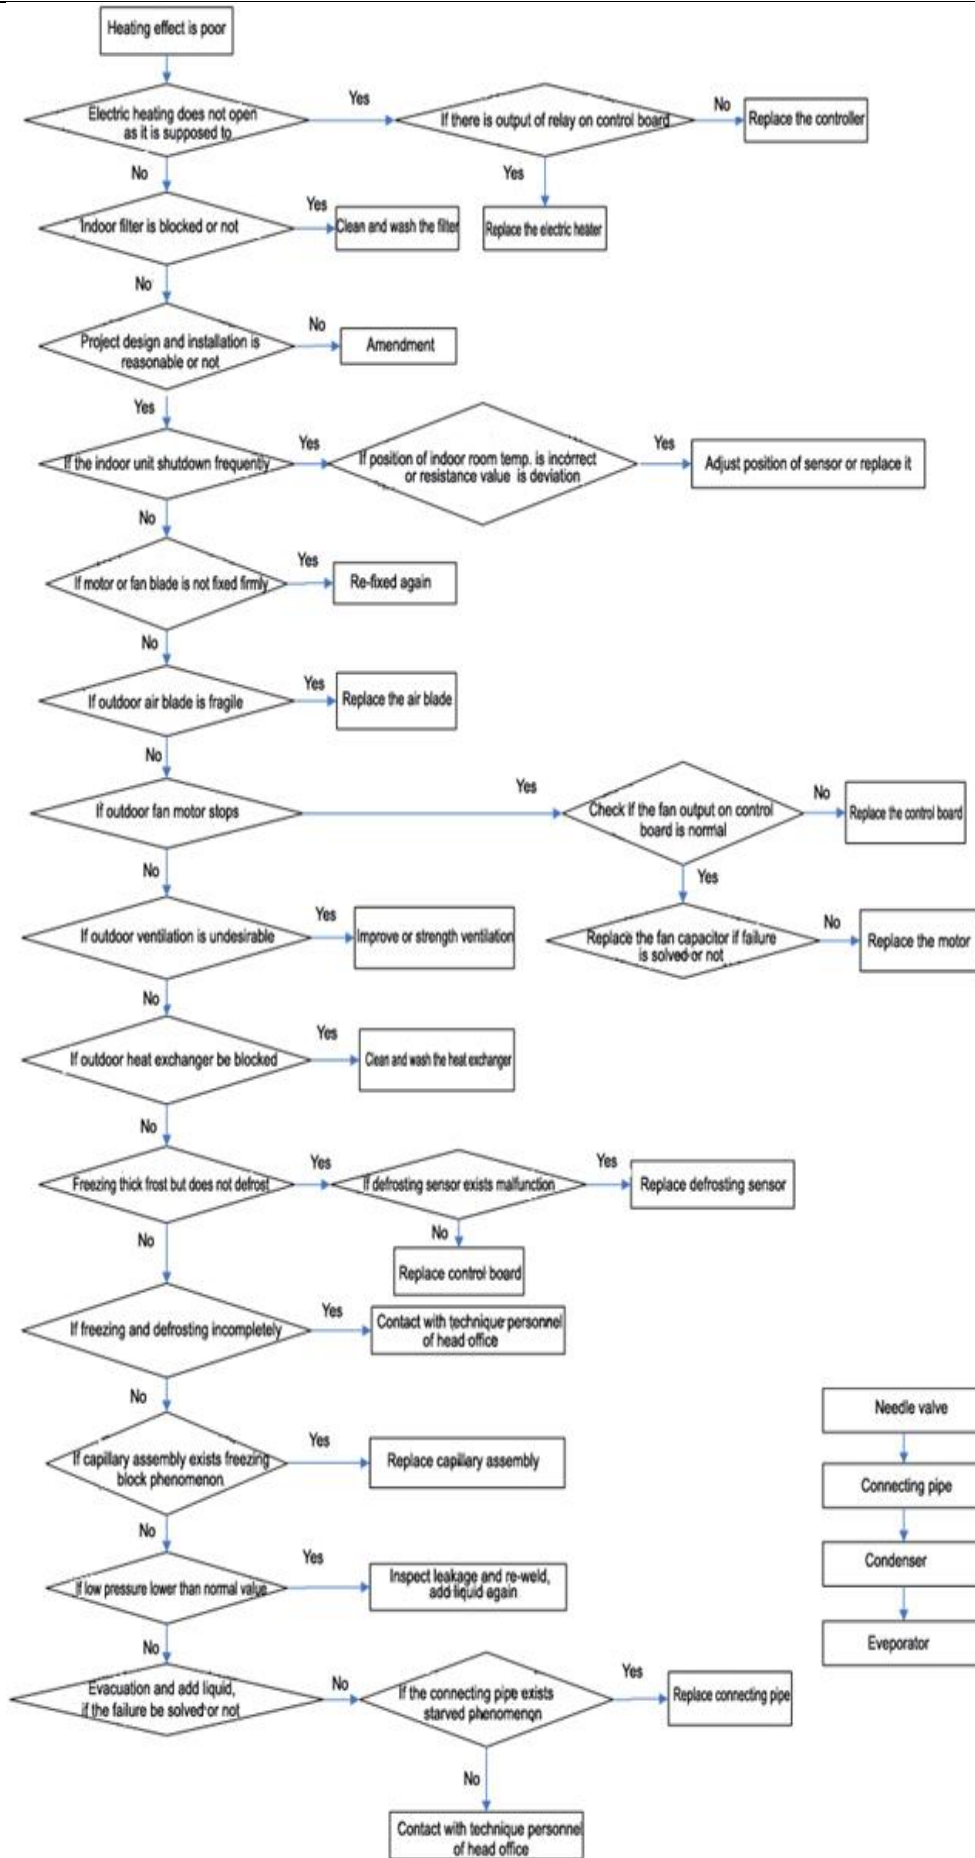 Heating effect is poor
Electric heating does not open
as it is supposed to
Yes
If there is output of relay on control board
No
Replace the controller
No
Yes
Indoor filter is blocked or not
Yes
Clean and wash the filter
Replace the electric heater
No
Project design and installation is
reasonable or not
No
Amendment
Yes
If the indoor unit shutdown frequently
Yes
If position of indoor room temp. is incorrect
or resistance value is deviation
Yes
Adjust position of sensor or replace it
No
If motor or fan blade is not fixed firmly
Yes
Re-fixed again
No
If outdoor air blade is fragile
Yes
Replace the air blade
No
If outdoor fan motor stops
Yes
Check If the fan output on control
board is normal
No
Replace the control board
No
Yes
If outdoor ventilation is undesirable
Yes
Improve or strength ventilation
Replace the fan capacitor if failure
is solved or not
No
Replace the motor
No
If outdoor heat exchanger be blocked
Yes
Clean and wash the heat exchanger
No
Freezing thick frost but does not defrost
Yes
If defrosting sensor exists malfunction
Yes
Replace defrosting sensor
No
No
Replace control board
If freezing and defrosting incompletely
Yes
Contact with technique personnel
of head office
No
If capillary assembly exists freezing
block phenomenon
Yes
Replace capillary assembly
No
If low pressure lower than normal value
Yes
Inspect leakage and re-weld,
add liquid again
No
Evacuation and add liquid,
if the failure be solved or not
No
If the connecting pipe exists
starved phenomenon
Yes
Replace connecting pipe
No
Contact with technique personnel
of head office
Needle valve
Connecting pipe
Condenser
Eveporator